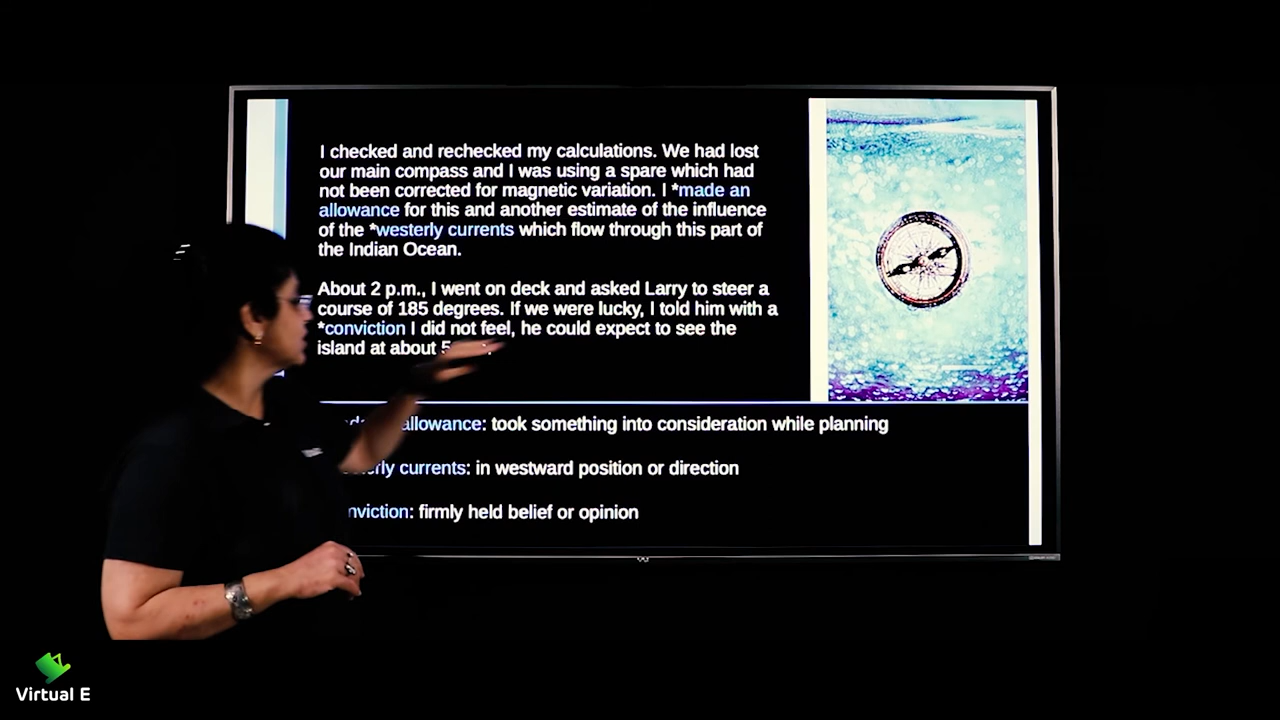 I checked and rechecked my calculations. We had lost
our main compass and I was using a spare which had
not been corrected for magnetic variation. I *made an
allowance for this and another estimate of the influence
of the *westerly currents which flow through this part of
the Indian Ocean.
About 2 p.m., I went on deck and asked Larry to steer a
course of 185 degrees. If we were lucky, I told him with a
*conviction I did not feel, he could expect to see the
island at about
allowance: took something into consideration while planning
currents: in westward position or direction
firmly held belief or opinion
Virtual E